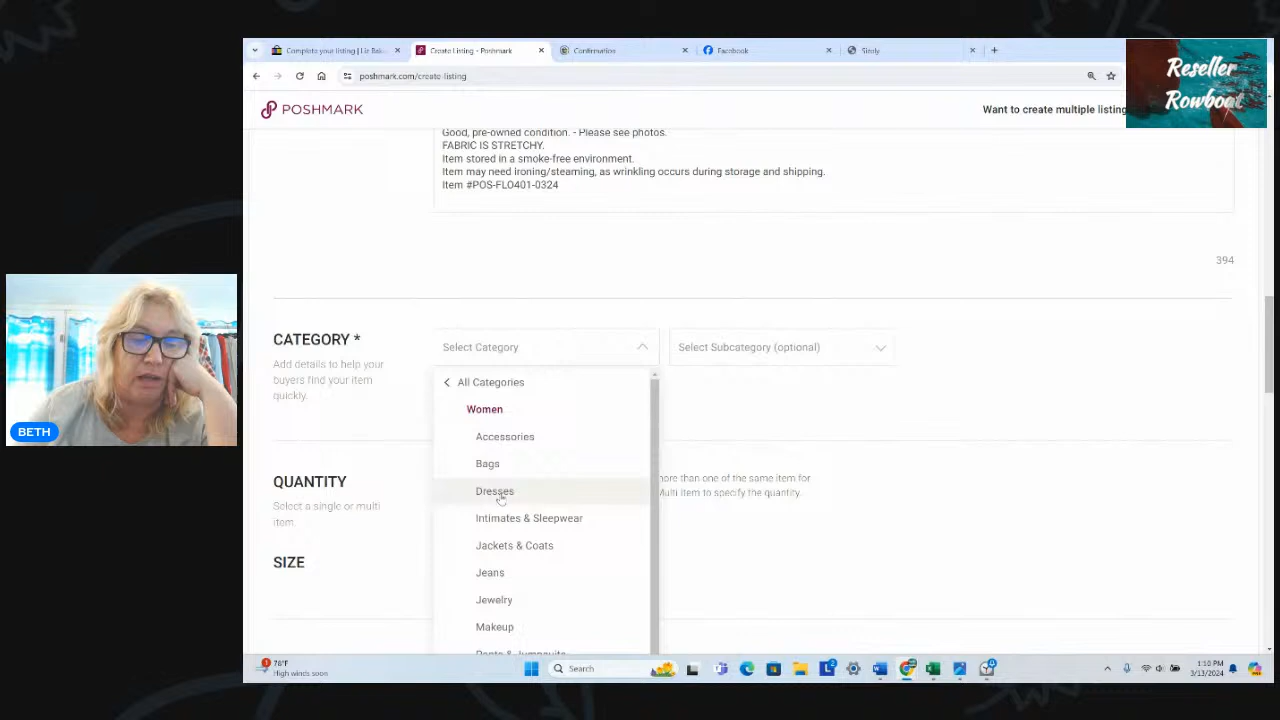 Complete your listing | Liz Bai
Create Listing - Poshmark
Confirmation
Facebook
poshmark.com/create-listing
Reseller
Rowboat
POSHMARK
Want to create multiple listing
Good, pre-owned condition. - Please see photos.
FABRIC IS STRETCHY.
Item stored in a smoke-free environment.
Item may need ironing/steaming, as wrinkling occurs during storage and shipping.
Item #POS-FLO401-0324
394
CATEGORY *
Add details to help your
buyers find your item
quickly.
Select Category
Select Subcategory (optional)
All Categories
Women
Accessories
Bags
Dresses
Intimates & Sleepwear
Jackets & Coats
Jeans
Jewelry
Makeup
Pants & Jumpsuits
QUANTITY
Select a single or multi
item.
more than one of the same item for
Multi item to specify the quantity.
SIZE
BETH
78°F
High winds soon
Search
1:10 PM
3/13/2024